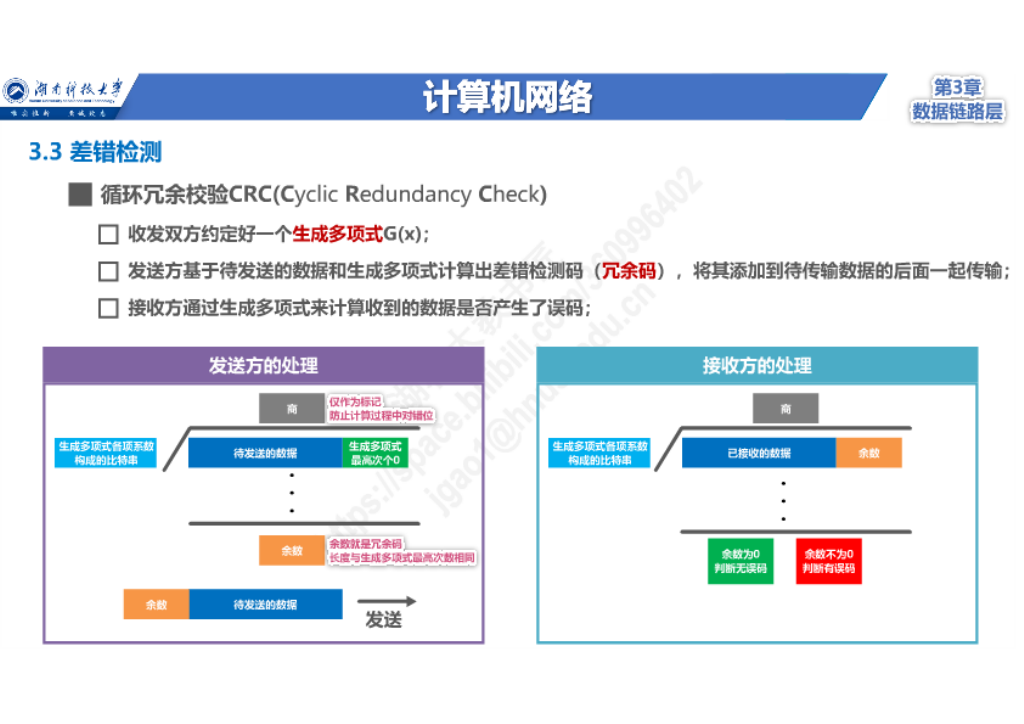 湖南科技大学
计算机网络
第3章
数据链路层
3.3 差错检测
循环冗余校验CRC(Cyclic Redundancy Check)
收发双方约定好一个生成多项式G(x);
发送方基于待发送的数据和生成多项式计算出差错检测码（冗余码），将其添加到待传输数据的后面一起传输;
接收方通过生成多项式来计算收到的数据是否产生了误码;
发送方的处理
商
仅作为标记
防止计算过程中对错位
生成多项式各项系数
构成的比特串
待发送的数据
生成多项式
最高次个0
余数
余数就是冗余码
长度与生成多项式最高次数相同
余数
待发送的数据
发送
接收方的处理
商
生成多项式各项系数
构成的比特串
已接收的数据
余数
余数为0
判断无误码
余数不为0
判断有误码